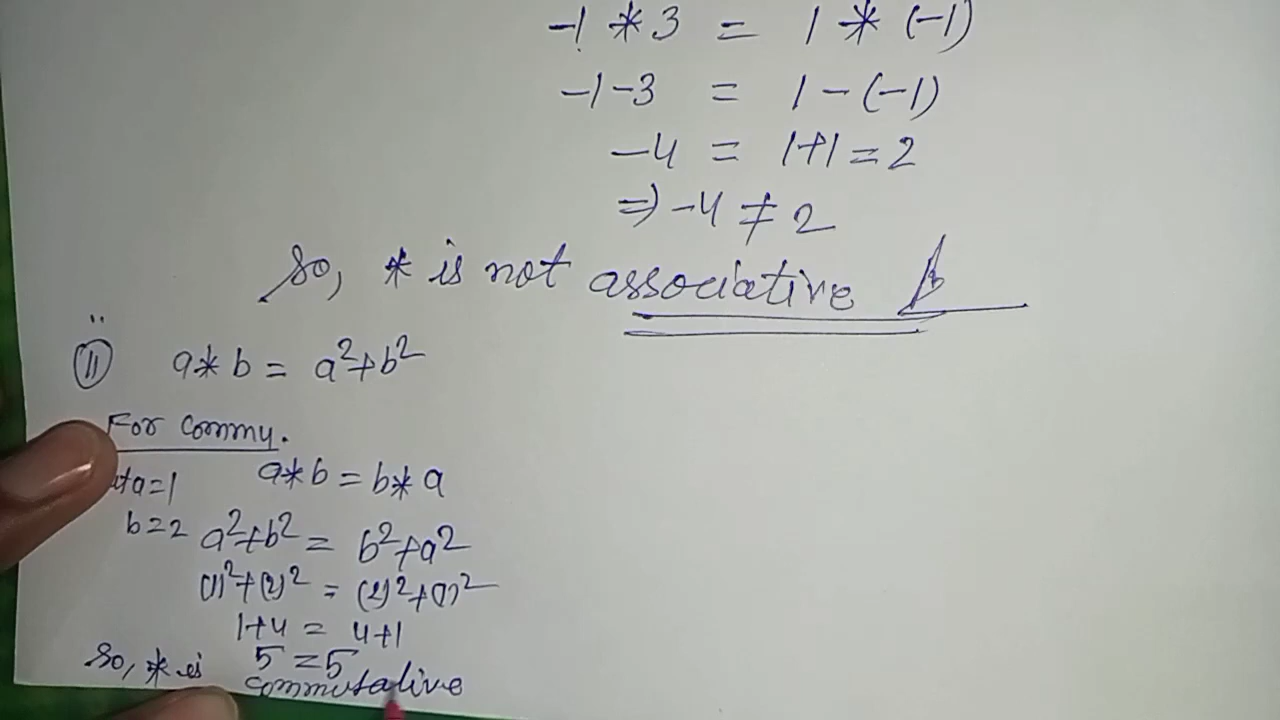 -1 * 3 = 1 * (-1)
-1-3 = 1-(-1)
-4 = 1+1 = 2
⇒ -4 ≠ 2
So, * is not associative
(ii) a * b = a²+b²
For Commu.
a=1 a * b = b * a
b=2 a²+b² = b²+a²
(1)²+(2)² = (2)²+(1)²
1+4 = 4+1
5 = 5
So, * is commutative